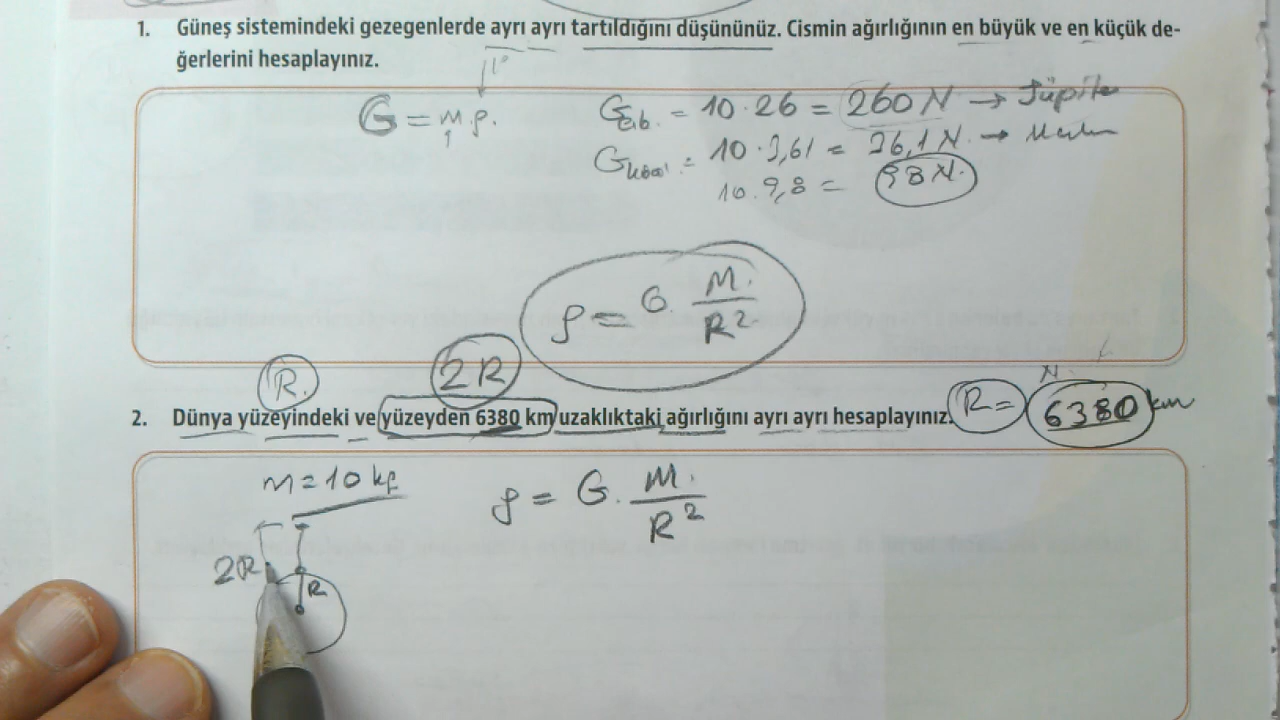 1. Güneş sistemindeki gezegenlerde ayrı ayrı tartıldığını düşününüz. Cismin ağırlığının en büyük ve en küçük de-
ğerlerini hesaplayınız.
G = m g.
G = 10 · 26 = 260 N → Jüpiter
G = 10 · 3,61 = 36,1 N. →
10 . 9,8 = 98 N.
g = G M / R²
R. 2R
2. Dünya yüzeyindeki ve yüzeyden 6380 km uzaklıktaki ağırlığını ayrı ayrı hesaplayınız. R = 6380 km
m = 10 kg
g = G . M / R²
2R
R